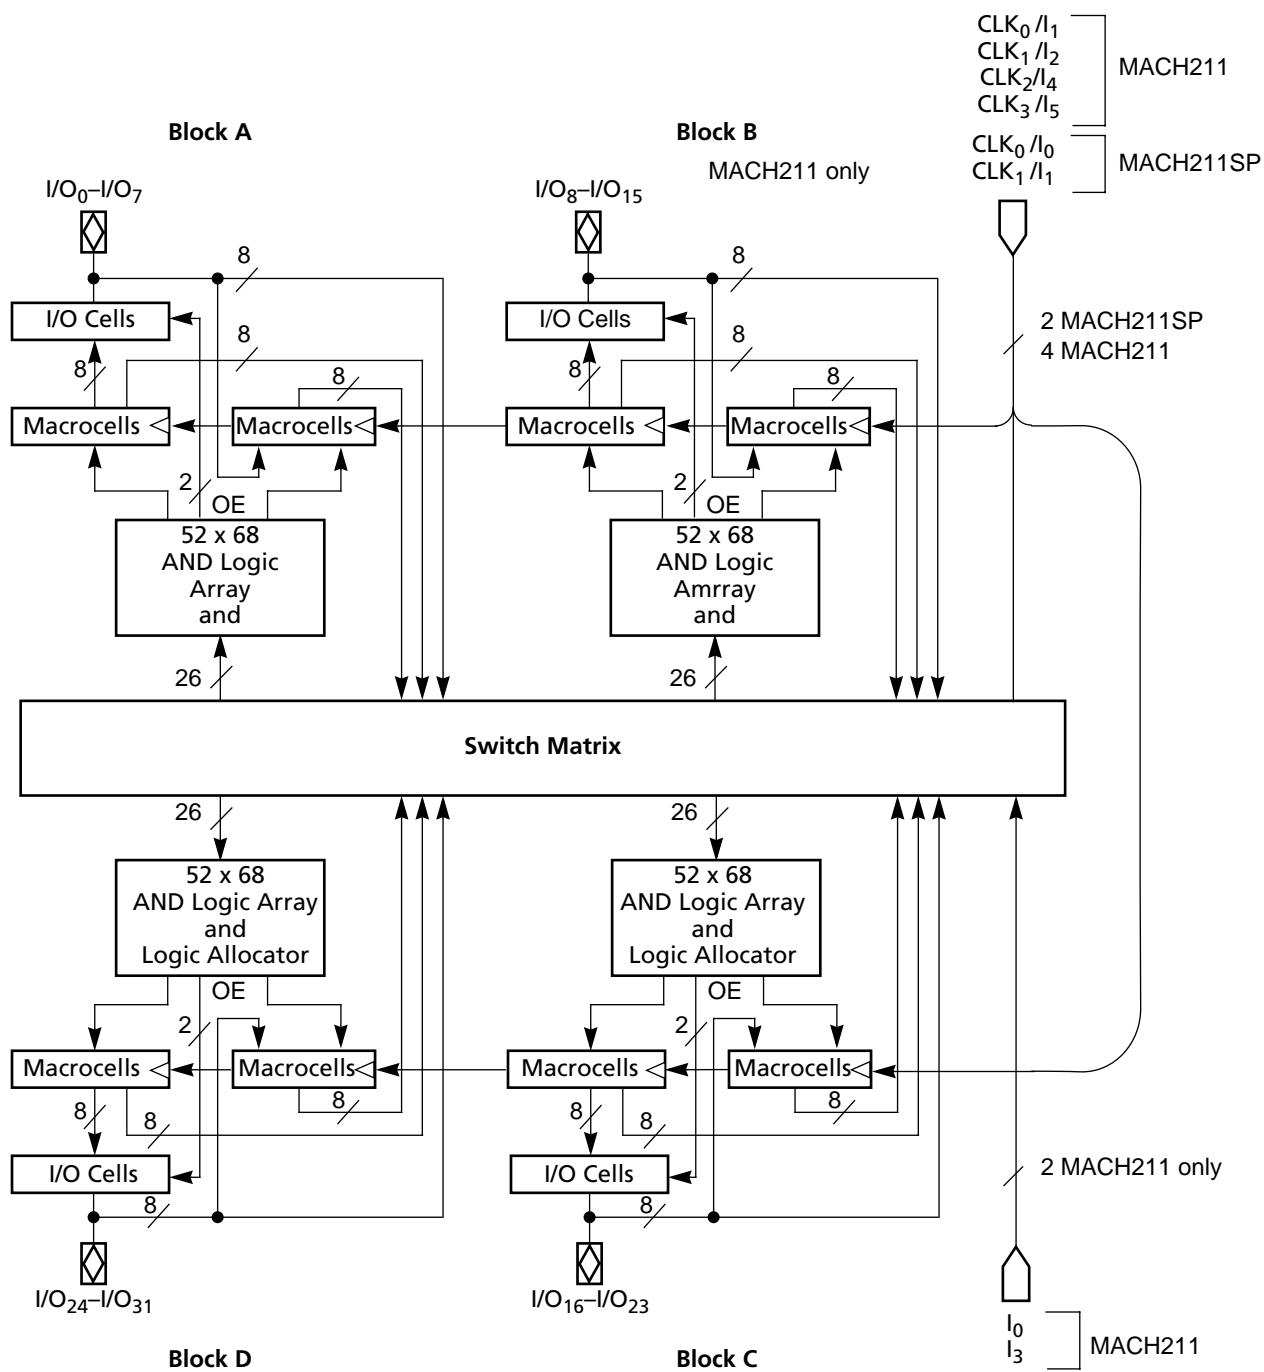 CLK0/I1
CLK1/I2
CLK2/I4
CLK3/I5
MACH211
CLK0/I0
CLK1/I1
MACH211SP
Block A
Block B
MACH211 only
I/O0–I/O7
I/O8–I/O15
8
8
I/O Cells
I/O Cells
2 MACH211SP
4 MACH211
8
8
8
8
8
8
Macrocells
Macrocells
Macrocells
Macrocells
2
OE
2
OE
52 x 68
AND Logic
Array
and
52 x 68
AND Logic
Amrray
and
26
26
Switch Matrix
26
26
52 x 68
AND Logic Array
and
Logic Allocator
52 x 68
AND Logic Array
and
Logic Allocator
OE
2
OE
2
Macrocells
Macrocells
Macrocells
Macrocells
8
8
8
8
8
8
I/O Cells
I/O Cells
2 MACH211 only
8
8
I/O24–I/O31
I/O16–I/O23
I0
I3
MACH211
Block D
Block C